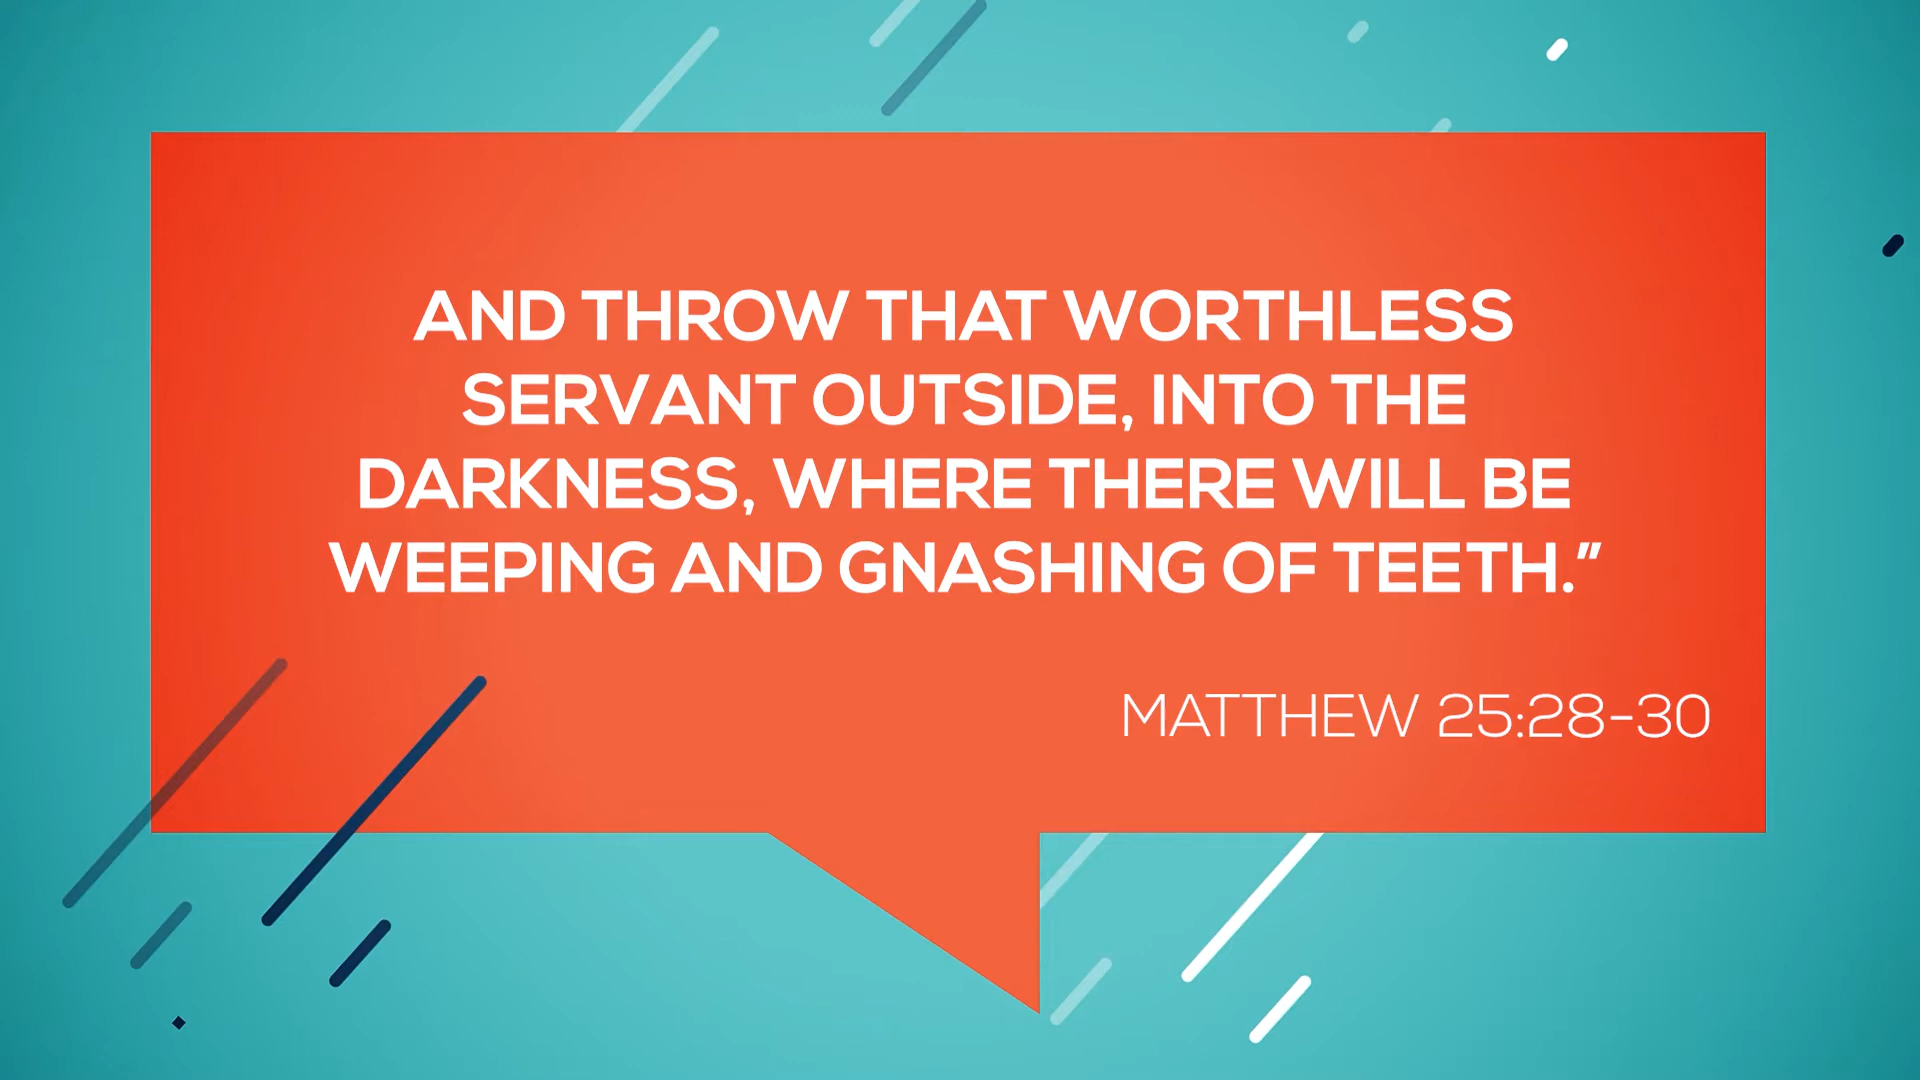 AND THROW THAT WORTHLESS
SERVANT OUTSIDE, INTO THE
DARKNESS, WHERE THERE WILL BE
WEEPING AND GNASHING OF TEETH.”
MATTHEW 25:28-30